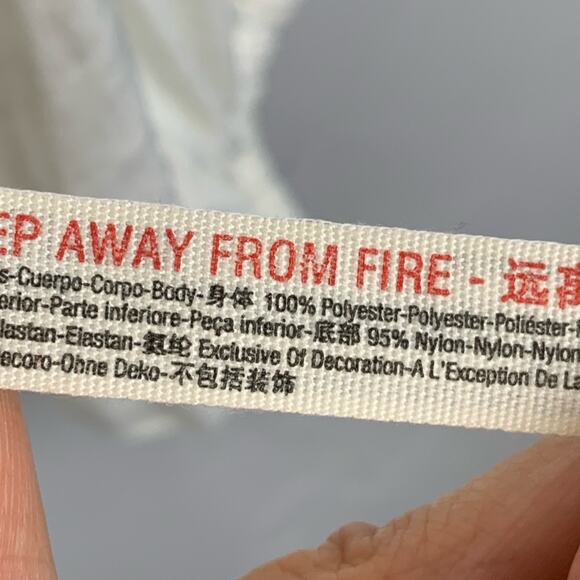 EP AWAY FROM FIRE - 远离
s-Cuerpo-Corpo-Body-身体 100% Polyester-Polyester-Poliéster-
erior-Parte inferiore-Peça inferior-底部 95% Nylon-Nylon-Nylon
lastan-Elastan-氨纶 Exclusive Of Decoration-A L'Exception De La
ecoro-Ohne Deko-不包括装饰